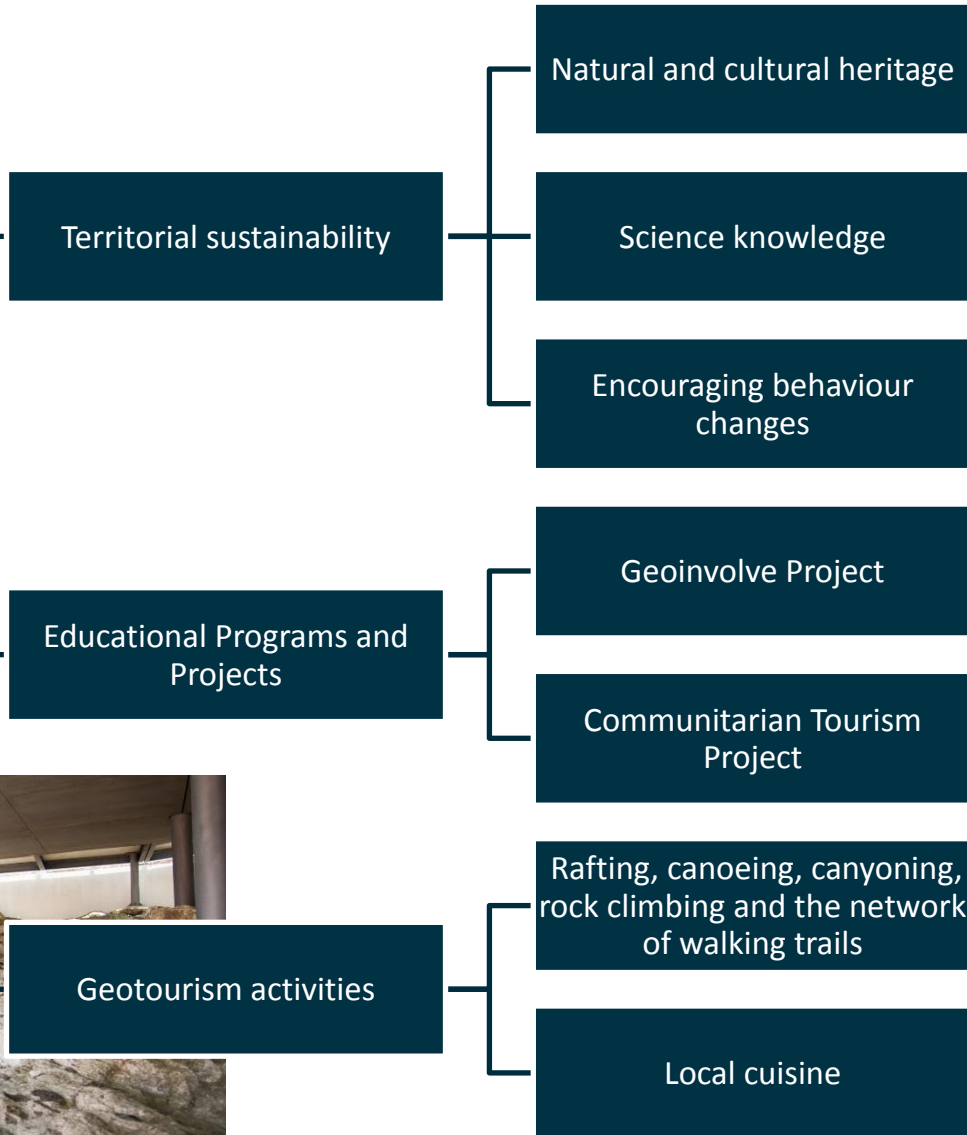 Natural and cultural heritage
Territorial sustainability
Science knowledge
Encouraging behaviour
changes
Educational Programs and
Projects
Geoinvolve Project
Communitarian Tourism
Project
Geotourism activities
Rafting, canoeing, canyoning,
rock climbing and the network
of walking trails
Local cuisine